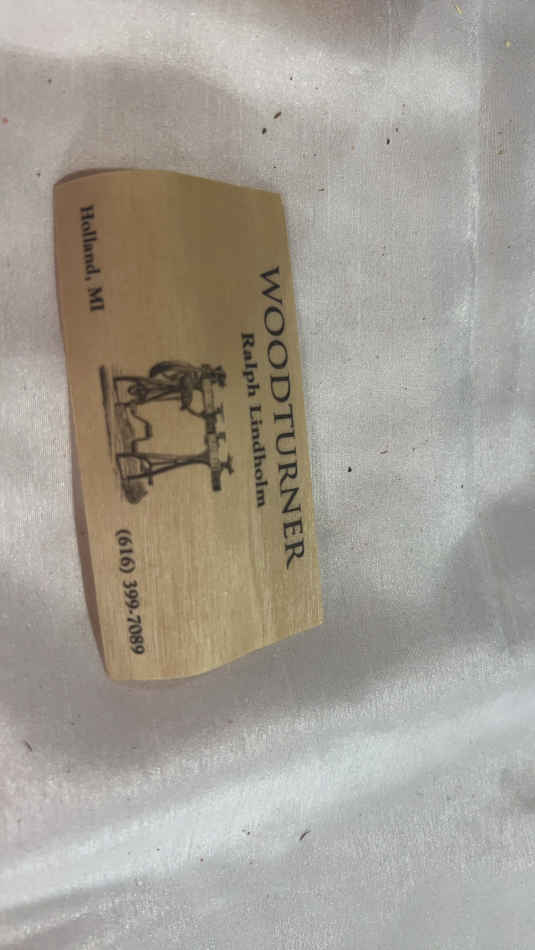 WOODTURNER
Ralph Lindholm
Holland, MI
(616) 399-7089